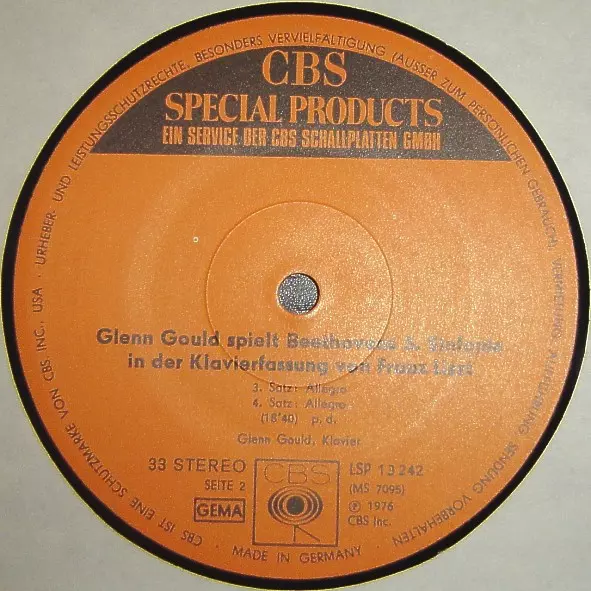 CBS
SPECIAL PRODUCTS
EIN SERVICE DER CBS SCHALLPLATTEN GMBH
Glenn Gould spielt Beethovens 5. Sinfonie
in der Klavierfassung von Franz Liszt
3. Satz: Allegro
4. Satz: Allegro
(18'40) p. d.
Glenn Gould, Klavier
33 STEREO
SEITE 2
GEMA
CBS
LSP 13 242
(MS 7095)
℗ 1976
CBS Inc.
MADE IN GERMANY
CBS IST EINE SCHUTZMARKE VON CBS INC., USA · URHEBER- UND LEISTUNGSSCHUTZRECHTE, BESONDERS VERVIELFÄLTIGUNG (AUSSER ZUM PERSÖNLICHEN GEBRAUCH), VERMIETUNG, AUFFÜHRUNG, SENDUNG VORBEHALTEN